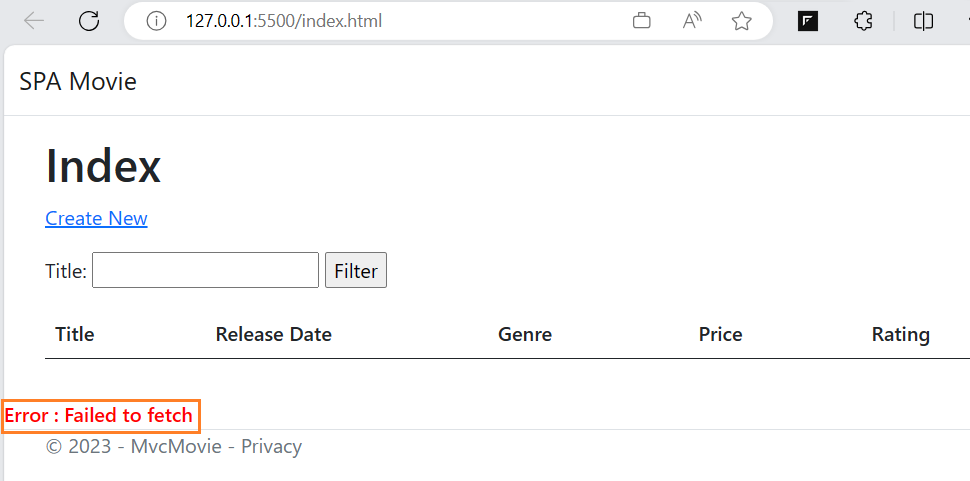 127.0.0.1:5500/index.html
SPA Movie
Index
Create New
Title: Filter
Title Release Date Genre Price Rating
Error : Failed to fetch
© 2023 - MvcMovie - Privacy